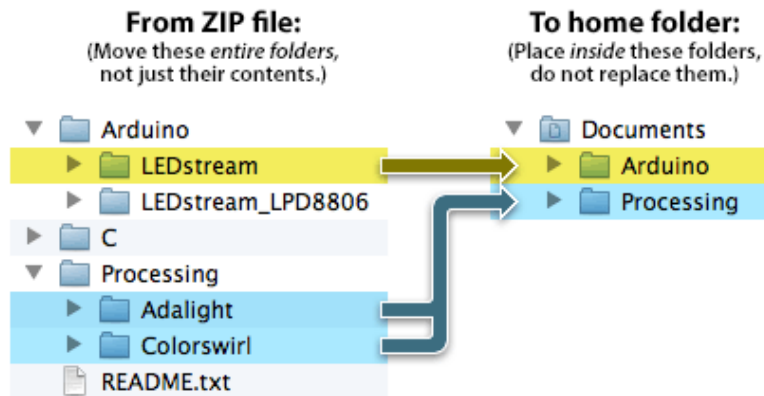 From ZIP file:
(Move these entire folders,
not just their contents.)
Arduino
LEDstream
LEDstream_LPD8806
C
Processing
Adalight
Colorswirl
README.txt
To home folder:
(Place inside these folders,
do not replace them.)
Documents
Arduino
Processing